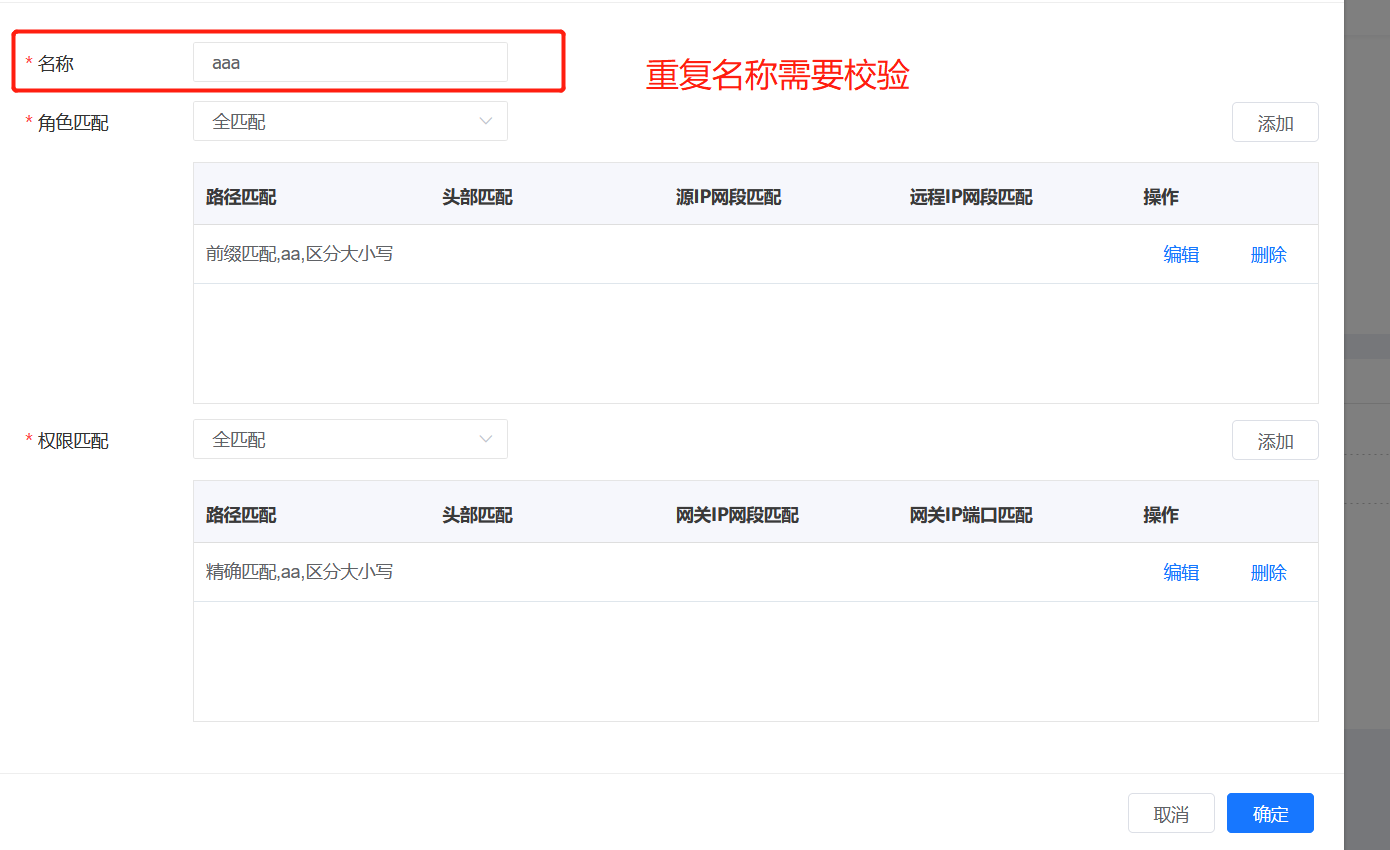 * 名称 aaa
重复名称需要校验
* 角色匹配 全匹配 添加
路径匹配 头部匹配 源IP网段匹配 远程IP网段匹配 操作
前缀匹配,aa,区分大小写 编辑 删除
* 权限匹配 全匹配 添加
路径匹配 头部匹配 网关IP网段匹配 网关IP端口匹配 操作
精确匹配,aa,区分大小写 编辑 删除
取消 确定